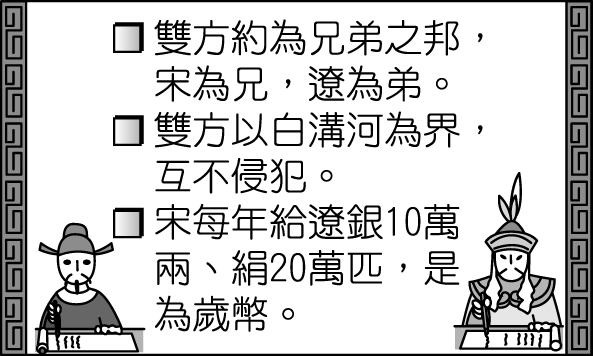 □ 雙方約為兄弟之邦，
宋為兄，遼為弟。
□ 雙方以白溝河為界，
互不侵犯。
□ 宋每年給遼銀10萬
兩、絹20萬匹，是
為歲幣。